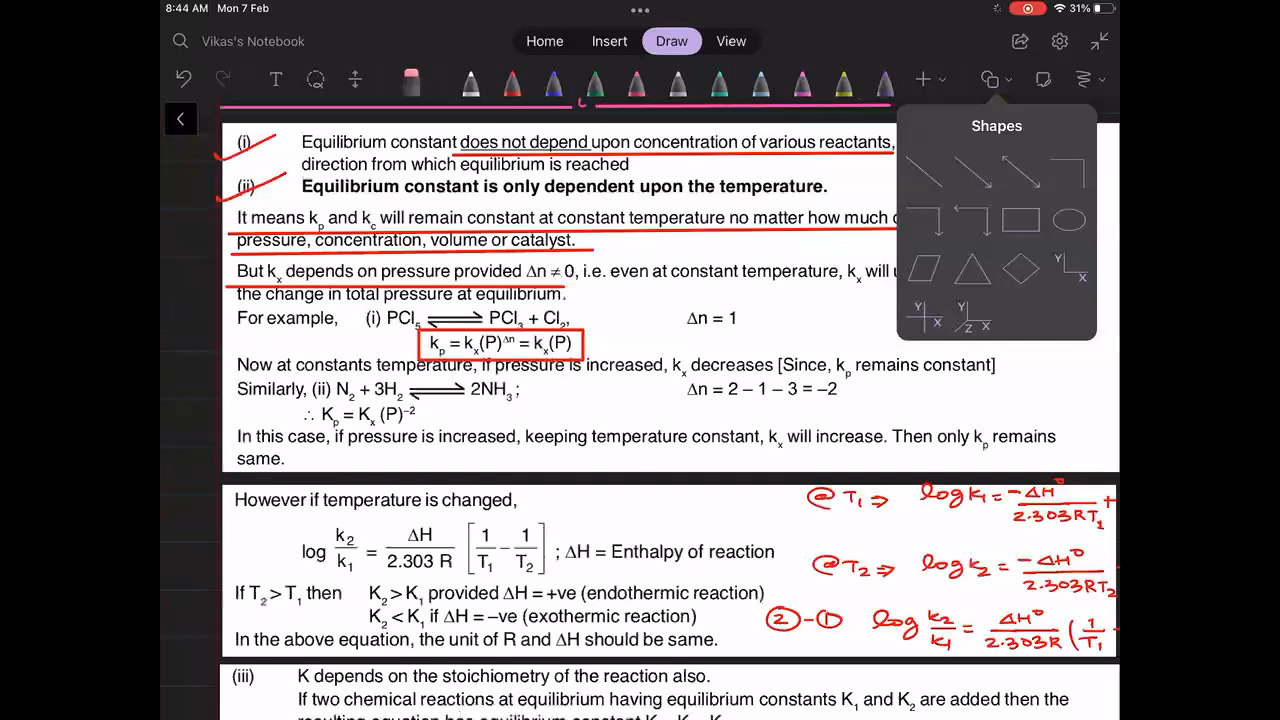 8:44 AM Mon 7 Feb
31%
Vikas's Notebook
Home Insert Draw View
Shapes
(i) Equilibrium constant does not depend upon concentration of various reactants,
direction from which equilibrium is reached
(ii) Equilibrium constant is only dependent upon the temperature.
It means kₚ and k꜀ will remain constant at constant temperature no matter how much
pressure, concentration, volume or catalyst.
But kₓ depends on pressure provided Δn ≠ 0, i.e. even at constant temperature, kₓ will
the change in total pressure at equilibrium.
For example, (i) PCl₅ ⇌ PCl₃ + Cl₂, Δn = 1
kₚ = kₓ(P)^Δn = kₓ(P)
Now at constants temperature, if pressure is increased, kₓ decreases [Since, kₚ remains constant]
Similarly, (ii) N₂ + 3H₂ ⇌ 2NH₃ ; Δn = 2 – 1 – 3 = –2
∴ Kₚ = Kₓ (P)⁻²
In this case, if pressure is increased, keeping temperature constant, kₓ will increase. Then only kₚ remains
same.
However if temperature is changed,
log k₂/k₁ = ΔH/2.303 R [1/T₁ – 1/T₂] ; ΔH = Enthalpy of reaction
If T₂ > T₁ then K₂ > K₁ provided ΔH = +ve (endothermic reaction)
K₂ < K₁ if ΔH = –ve (exothermic reaction)
In the above equation, the unit of R and ΔH should be same.
@ T₁ ⇒ log k₁ = -ΔH°/2.303RT₁ +
@ T₂ ⇒ log k₂ = -ΔH°/2.303RT₂
② - ① log k₂/k₁ = ΔH°/2.303R (1/T₁ -
(iii) K depends on the stoichiometry of the reaction also.
If two chemical reactions at equilibrium having equilibrium constants K₁ and K₂ are added then the